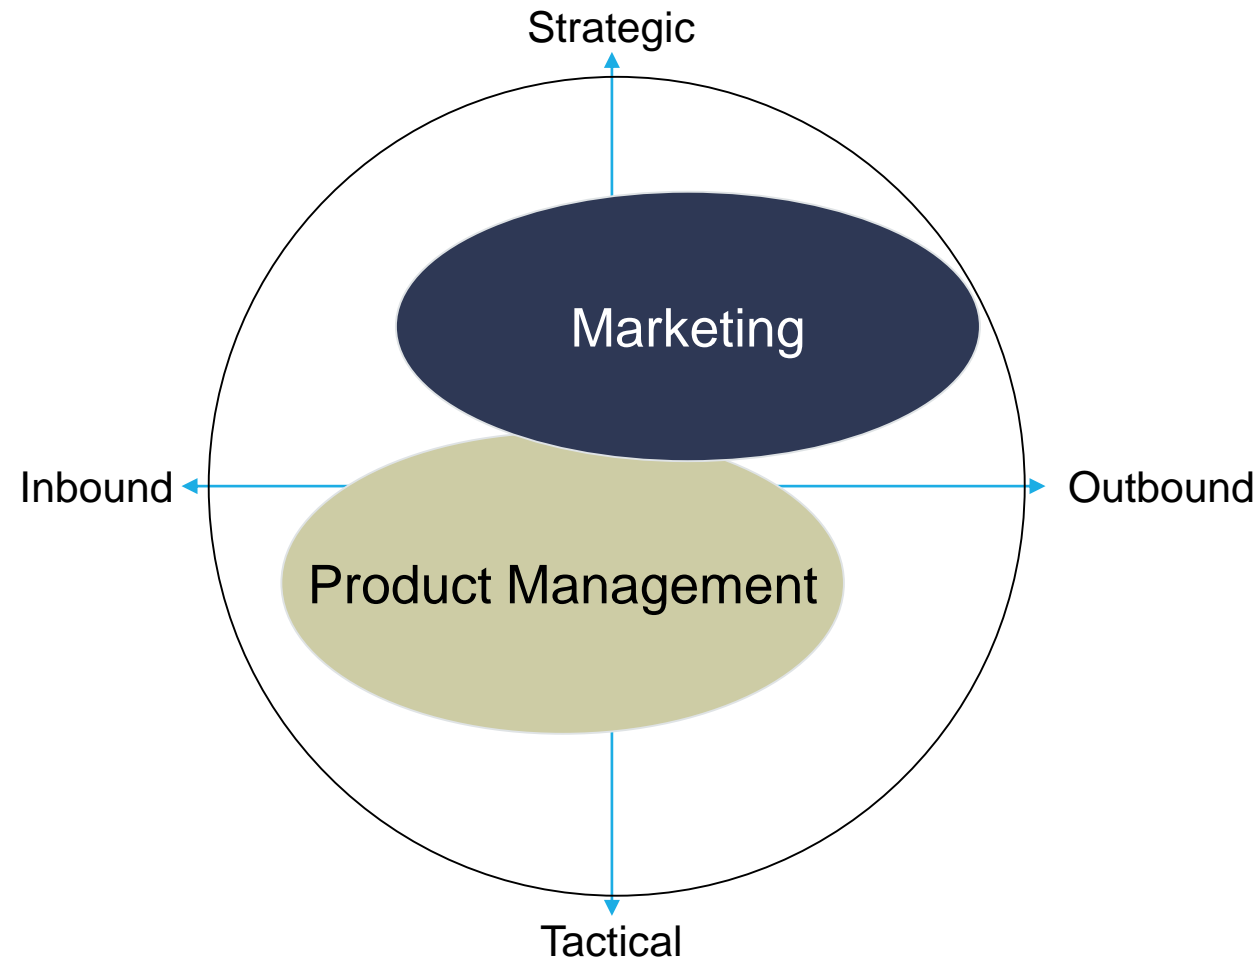 Strategic
Marketing
Inbound
Outbound
Product Management
Tactical